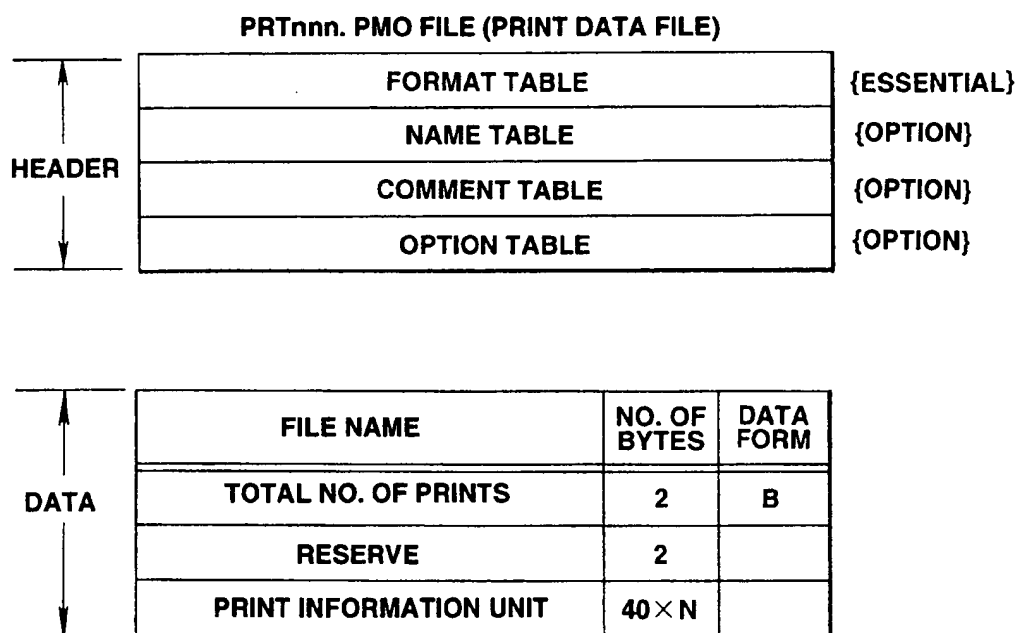 PRTnnn. PMO FILE (PRINT DATA FILE)
HEADER
FORMAT TABLE {ESSENTIAL}
NAME TABLE {OPTION}
COMMENT TABLE {OPTION}
OPTION TABLE {OPTION}
DATA
FILE NAME NO. OF BYTES DATA FORM
TOTAL NO. OF PRINTS 2 B
RESERVE 2
PRINT INFORMATION UNIT 40×N